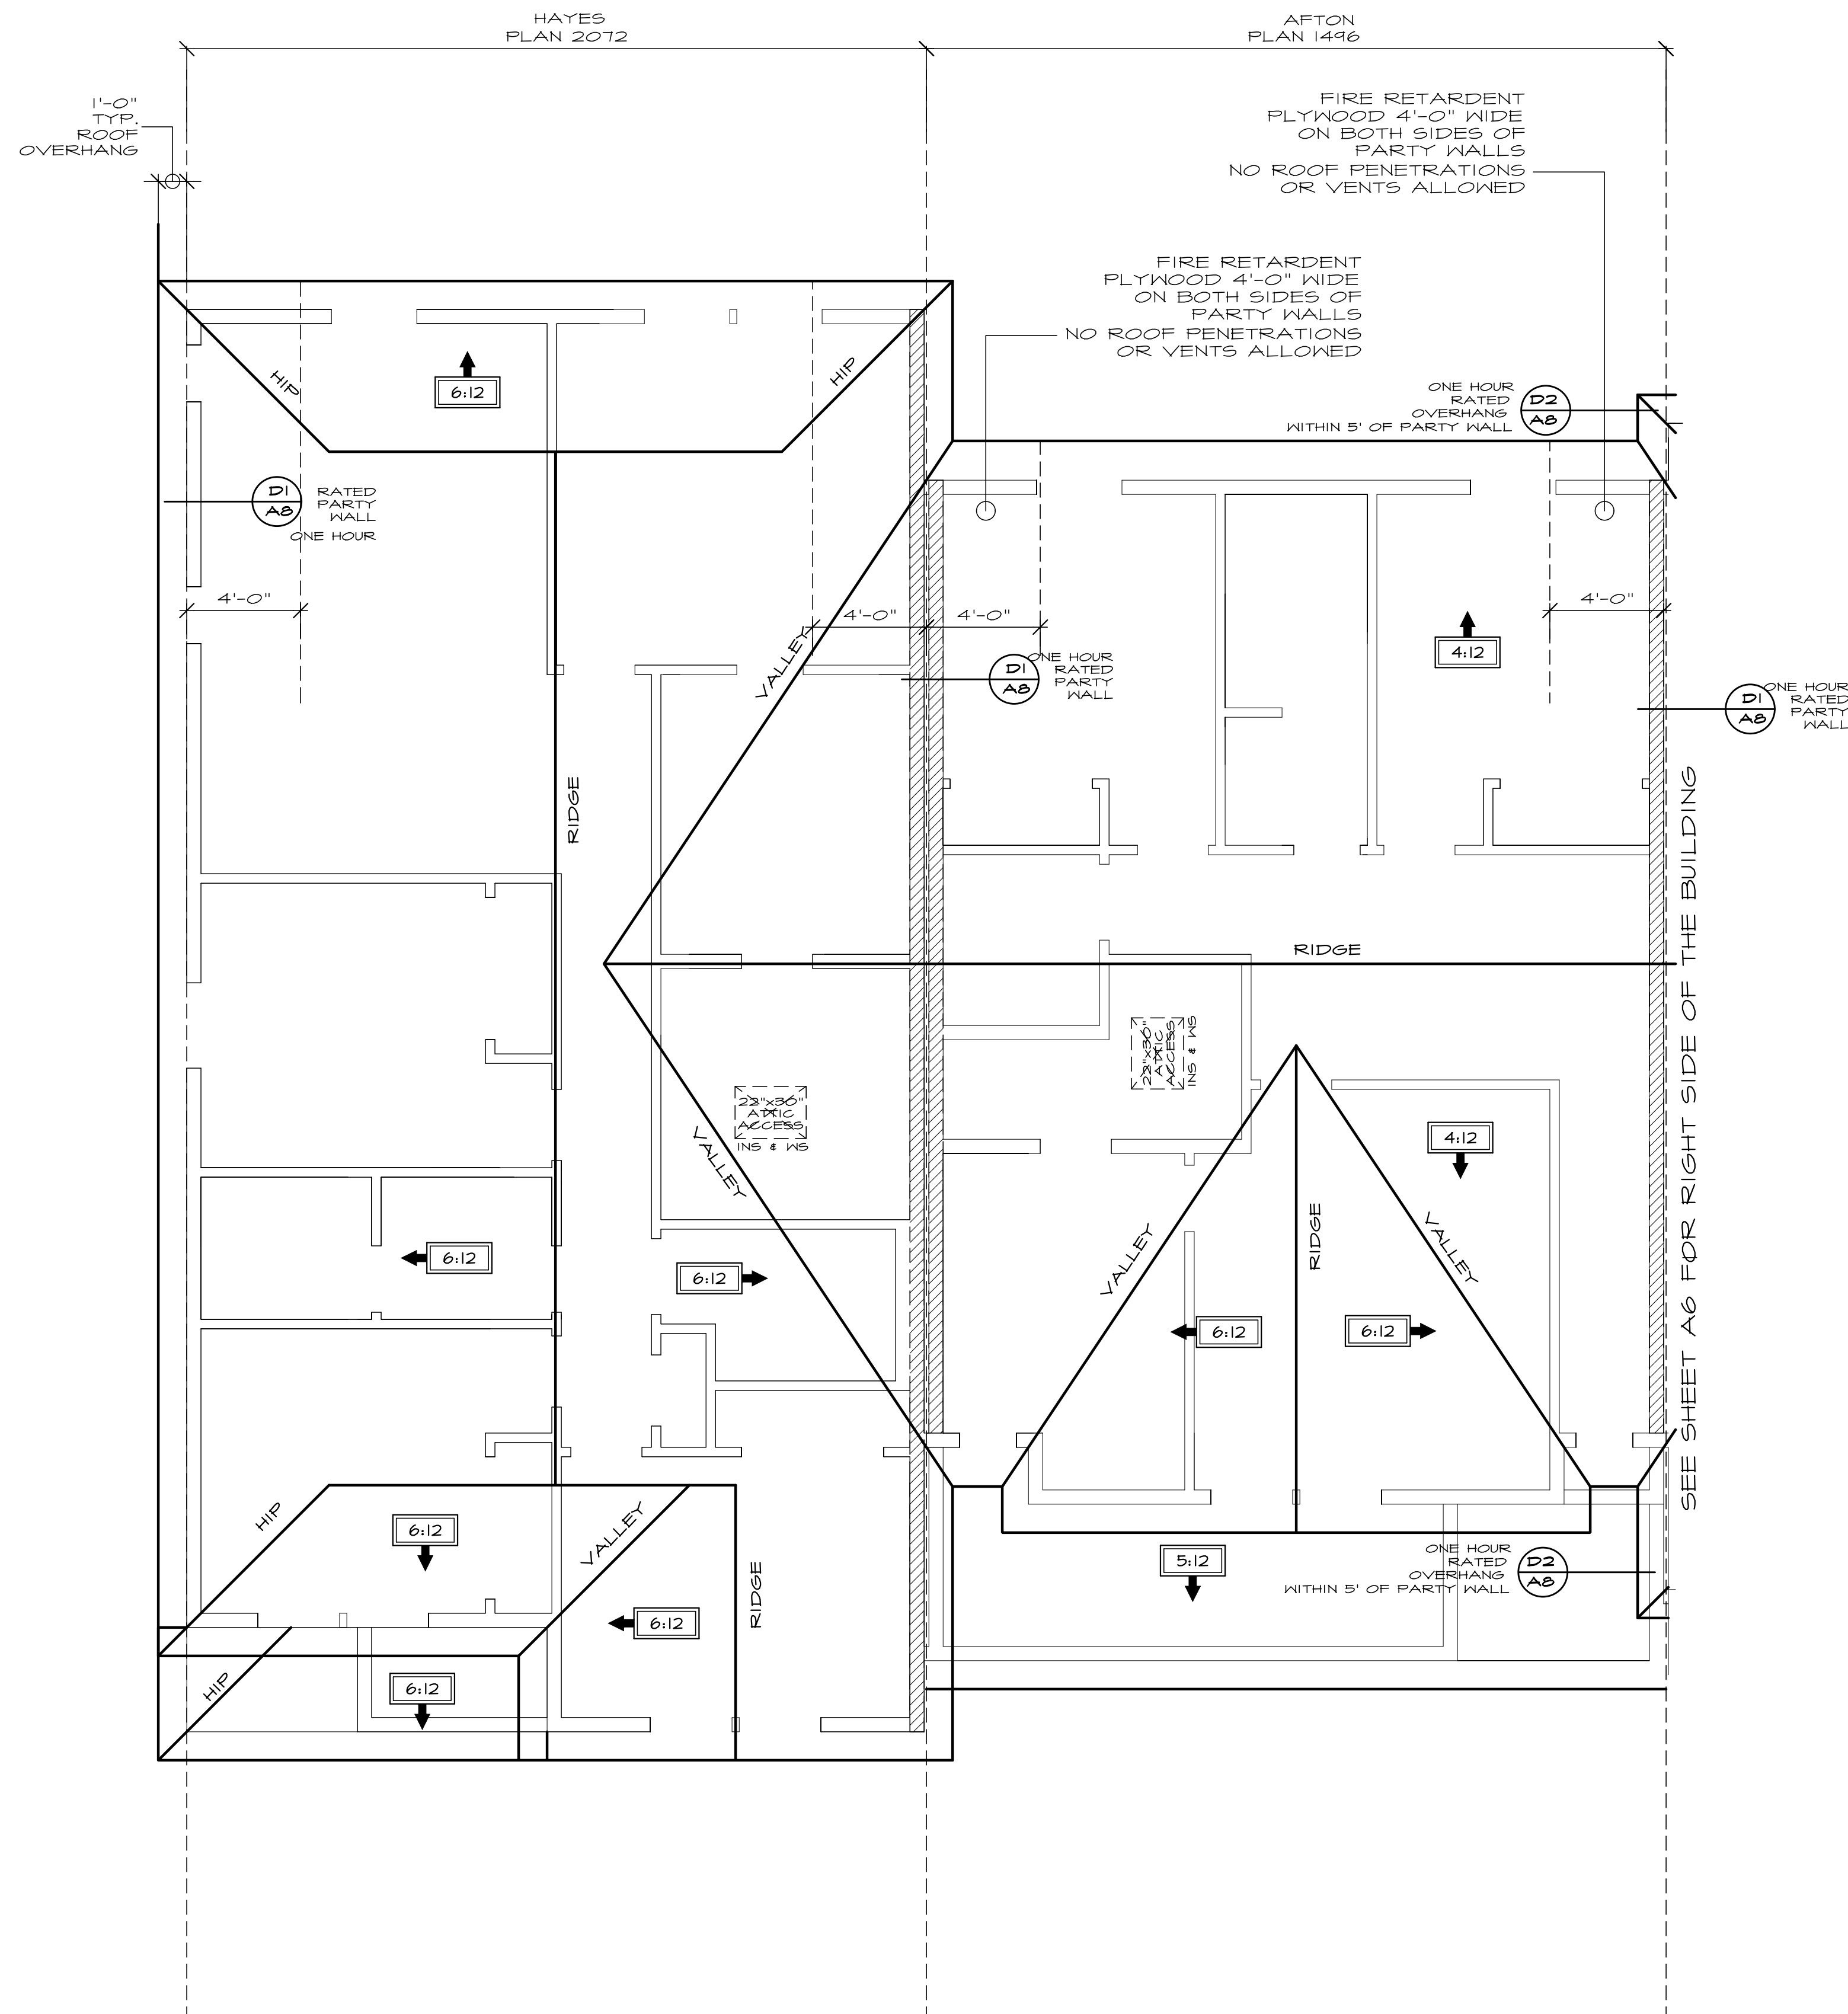 HAYES
PLAN 2072
AFTON
PLAN 1496
1'-0"
TYP.
ROOF
OVERHANG
FIRE RETARDENT
PLYWOOD 4'-0" WIDE
ON BOTH SIDES OF
PARTY WALLS
NO ROOF PENETRATIONS
OR VENTS ALLOWED
FIRE RETARDENT
PLYWOOD 4'-0" WIDE
ON BOTH SIDES OF
PARTY WALLS
NO ROOF PENETRATIONS
OR VENTS ALLOWED
HIP
6:12
HIP
ONE HOUR
RATED
OVERHANG
WITHIN 5' OF PARTY WALL
D2
A8
D1
A8
RATED
PARTY
WALL
ONE HOUR
4'-0"
4'-0"
4'-0"
4'-0"
VALLEY
D1
A8
ONE HOUR
RATED
PARTY
WALL
4:12
D1
A8
ONE HOUR
RATED
PARTY
WALL
RIDGE
RIDGE
SEE SHEET A6 FOR RIGHT SIDE OF THE BUILDING
22"x30"
ATTIC
ACCESS
INS & WS
22"x30"
ATTIC
ACCESS
INS & WS
VALLEY
4:12
VALLEY
RIDGE
VALLEY
6:12
6:12
6:12
6:12
HIP
6:12
VALLEY
RIDGE
6:12
5:12
ONE HOUR
RATED
OVERHANG
WITHIN 5' OF PARTY WALL
D2
A8
HIP
6:12